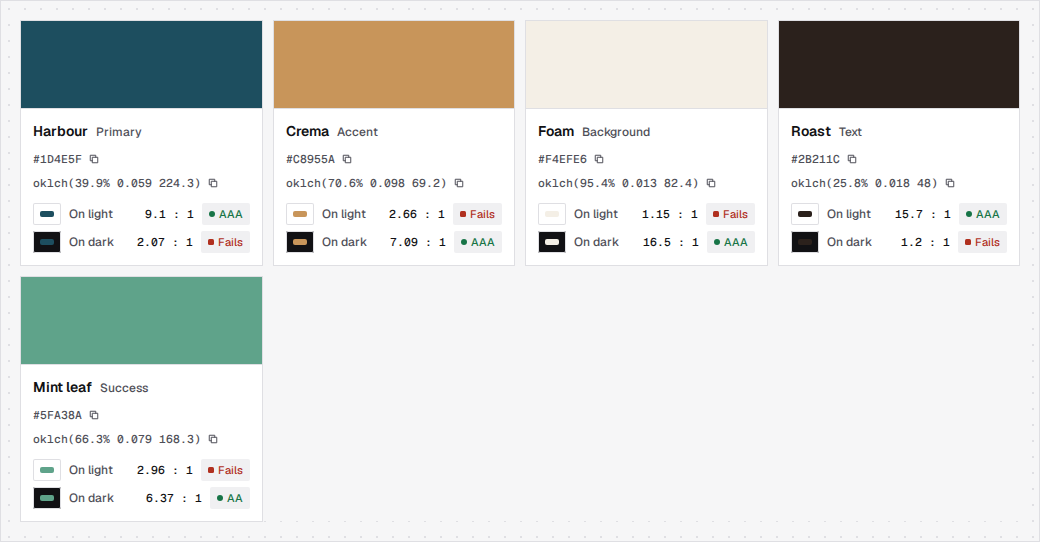 Harbour Primary
#1D4E5F
oklch(39.9% 0.059 224.3)
On light 9.1 : 1 AAA
On dark 2.07 : 1 Fails
Crema Accent
#C8955A
oklch(70.6% 0.098 69.2)
On light 2.66 : 1 Fails
On dark 7.09 : 1 AAA
Foam Background
#F4EFE6
oklch(95.4% 0.013 82.4)
On light 1.15 : 1 Fails
On dark 16.5 : 1 AAA
Roast Text
#2B211C
oklch(25.8% 0.018 48)
On light 15.7 : 1 AAA
On dark 1.2 : 1 Fails
Mint leaf Success
#5FA38A
oklch(66.3% 0.079 168.3)
On light 2.96 : 1 Fails
On dark 6.37 : 1 AA